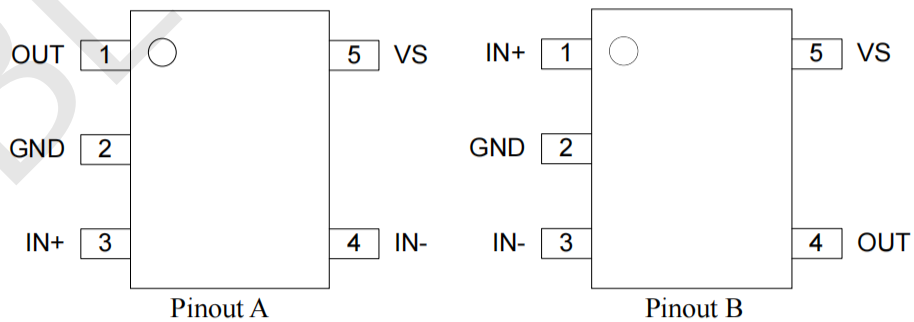 OUT 1 5 VS IN+ 1 5 VS
GND 2 GND 2
IN+ 3 4 IN- IN- 3 4 OUT
Pinout A Pinout B